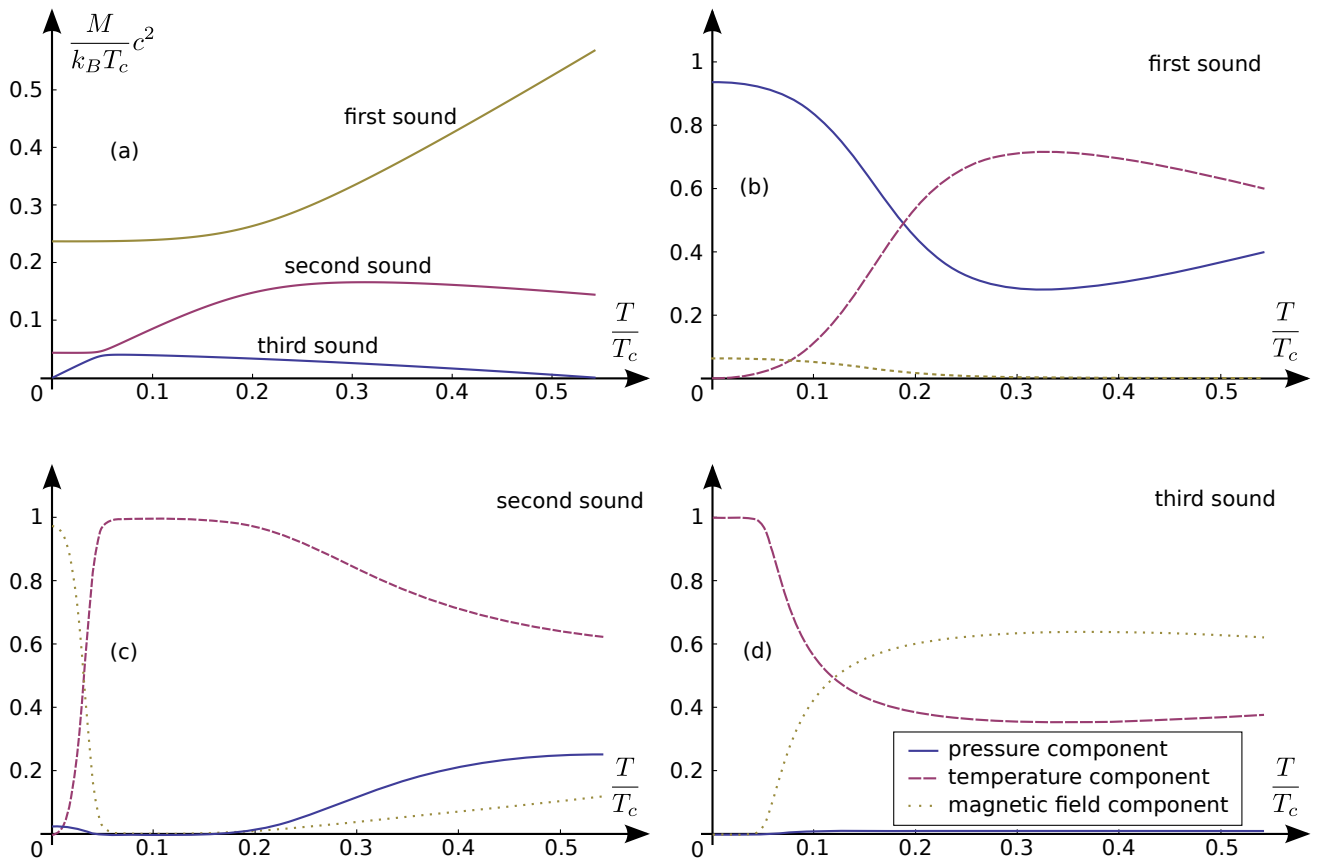 M
k_B T_c c²
0.5
0.4
0.3
0.2
0.1
0
first sound
(a)
second sound
third sound
T
T_c
0.1 0.2 0.3 0.4 0.5
first sound
1
0.8
0.6
0.4
0.2
0
(b)
T
T_c
0.1 0.2 0.3 0.4 0.5
second sound
1
0.8
0.6
0.4
0.2
0
(c)
T
T_c
0.1 0.2 0.3 0.4 0.5
third sound
1
0.8
0.6
0.4
0.2
0
(d)
pressure component
temperature component
magnetic field component
T
T_c
0.1 0.2 0.3 0.4 0.5